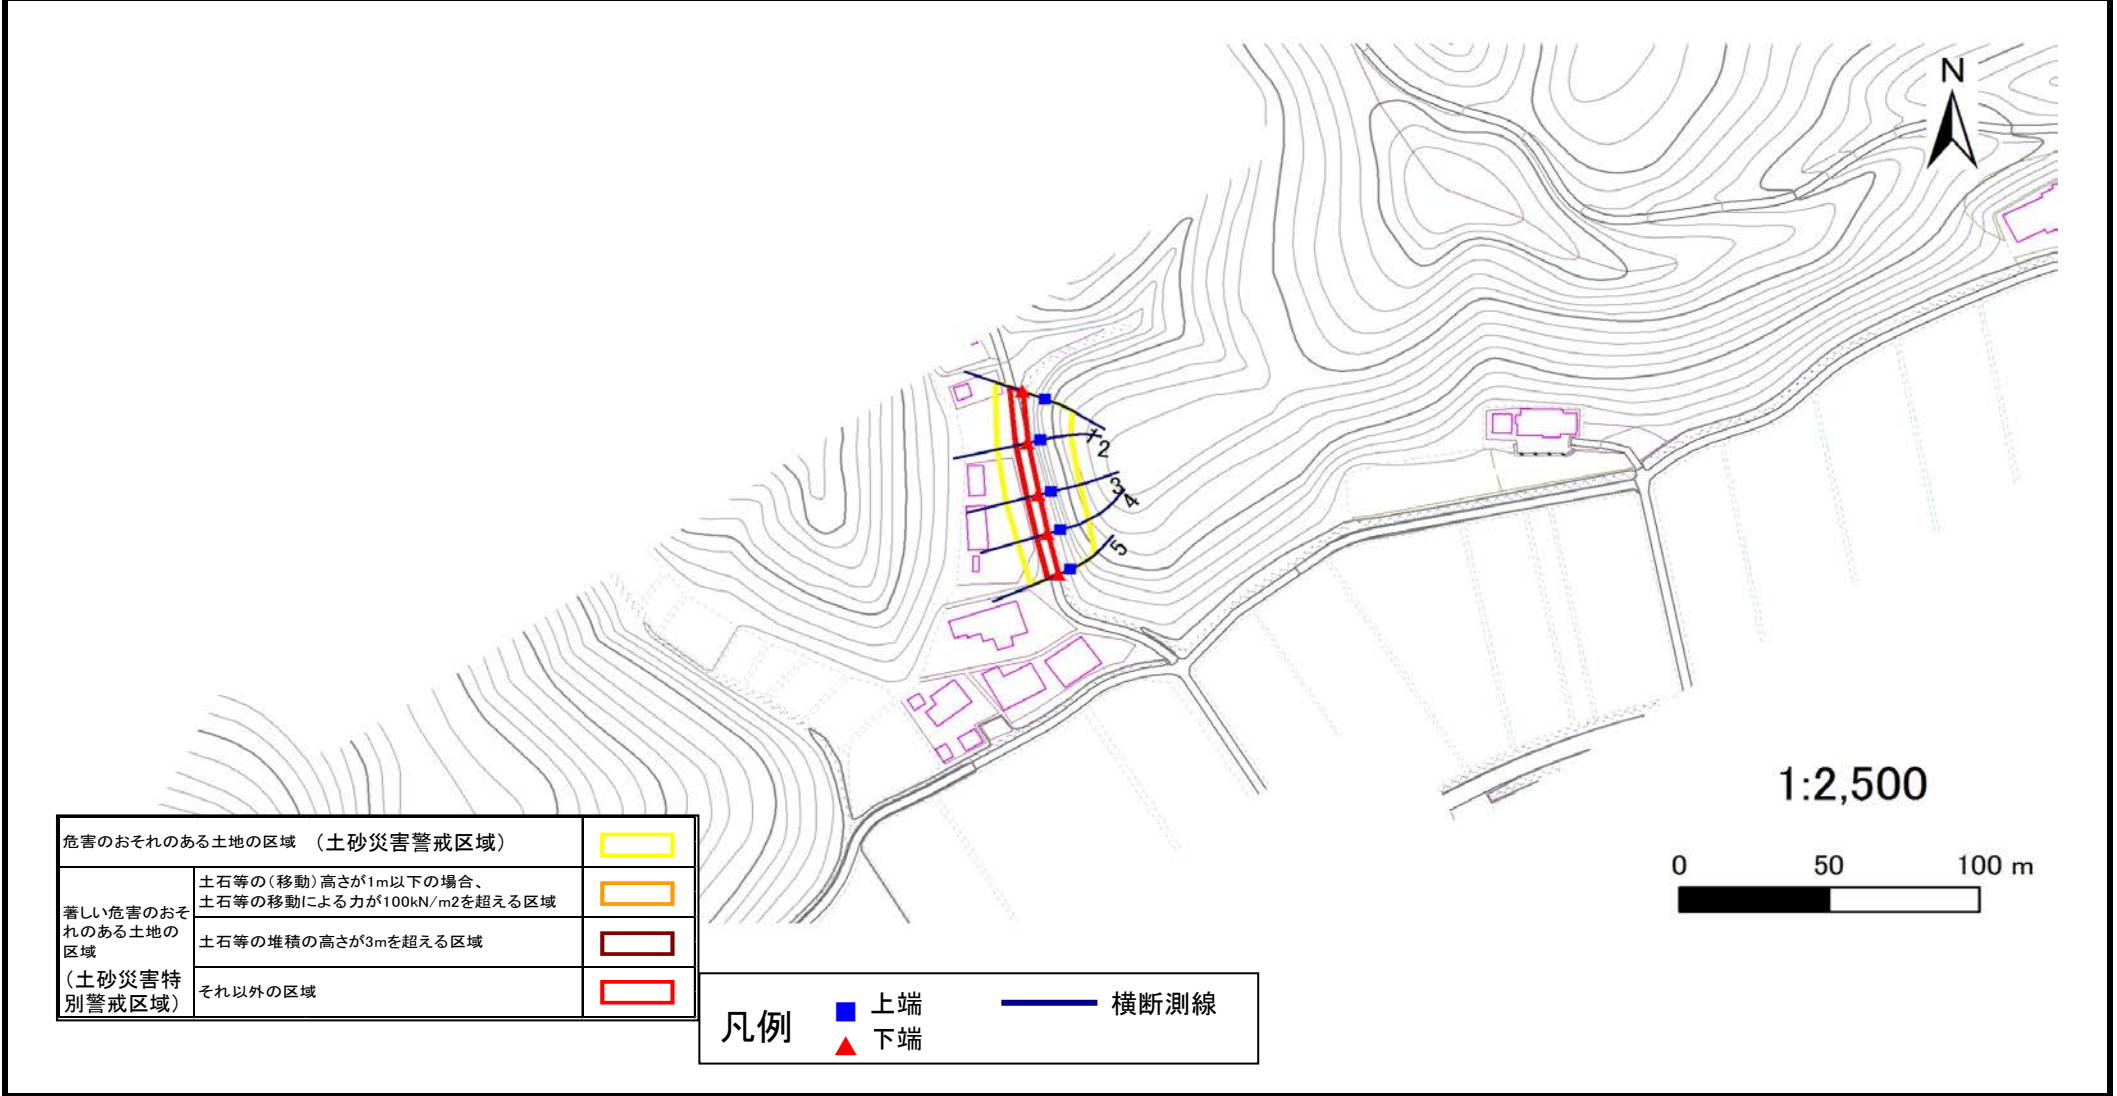 N
1
2
3
4
5
1:2,500
0 50 100 m
危害のおそれのある土地の区域 （土砂災害警戒区域）
著しい危害のおそ
れのある土地の
区域
（土砂災害特
別警戒区域）
土石等の（移動）高さが1m以下の場合、
土石等の移動による力が100kN/m2を超える区域
土石等の堆積の高さが3mを超える区域
それ以外の区域
凡例
上端
下端
横断測線